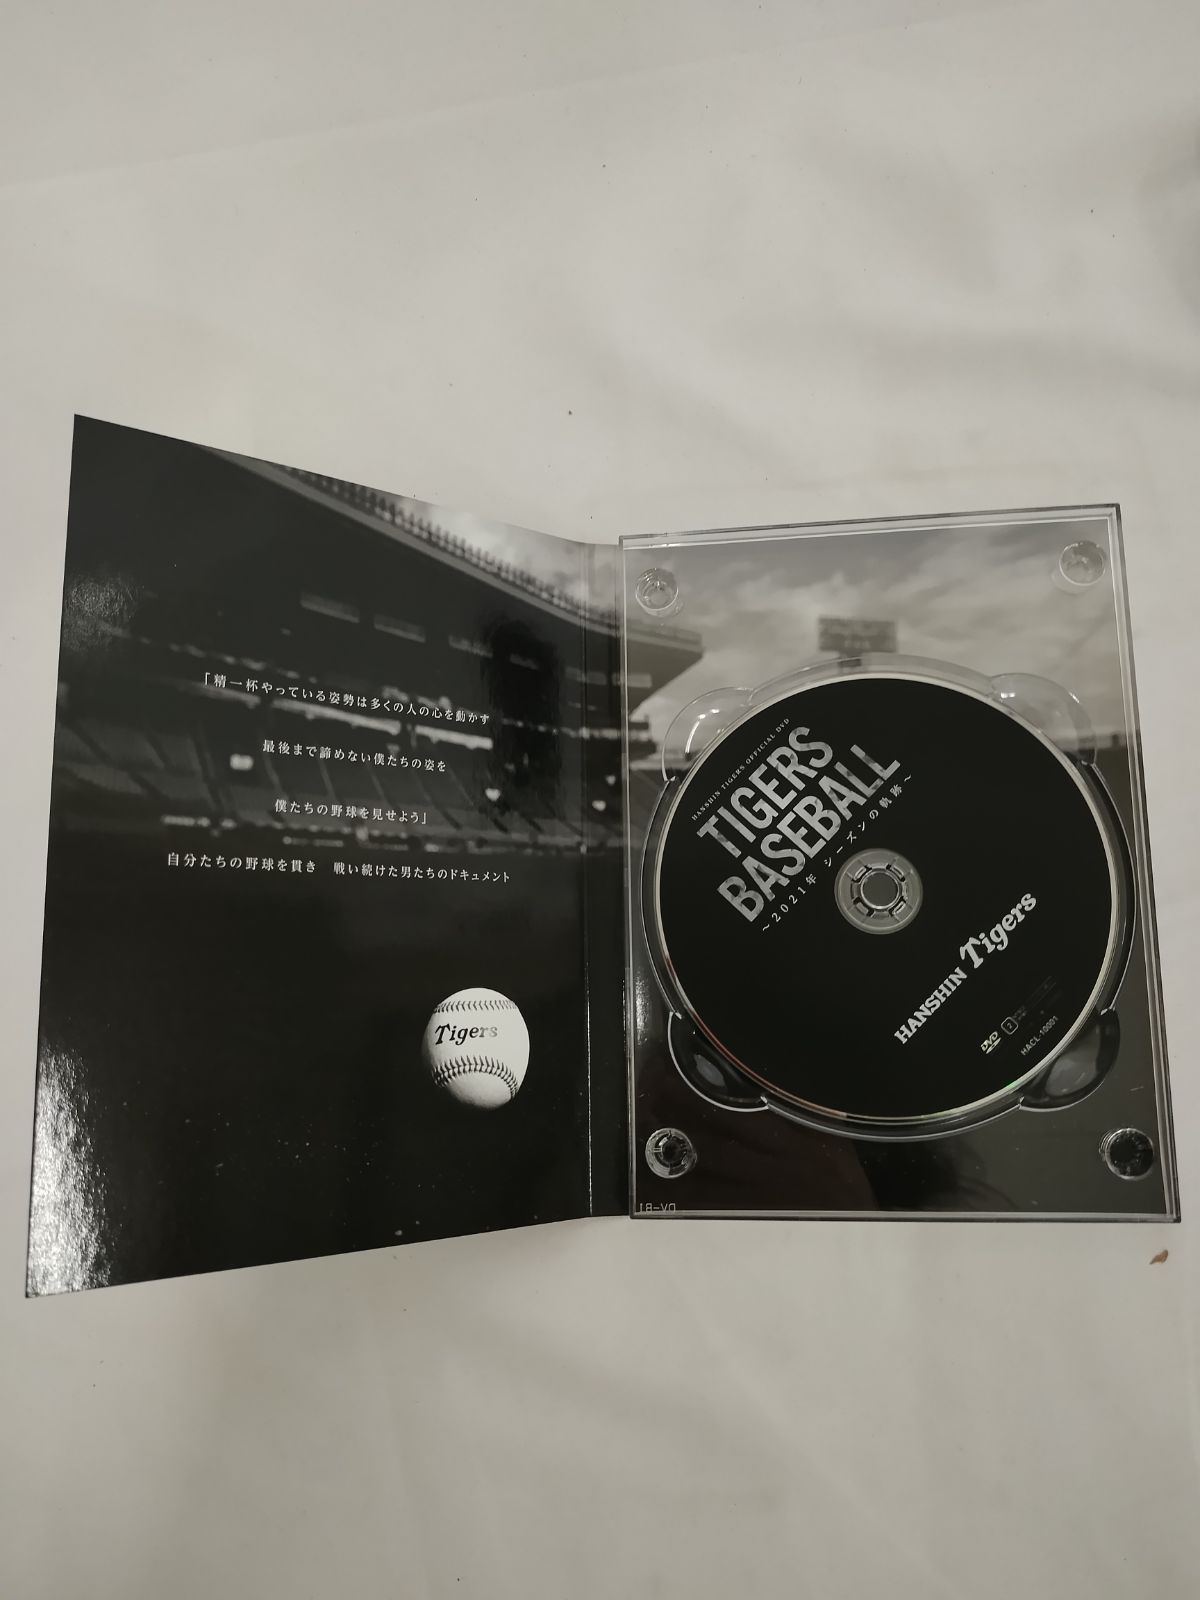 「精一杯やっている姿勢は多くの人の心を動かす
最後まで諦めない僕たちの姿を
僕たちの野球を見せよう」
自分たちの野球を貫き 戦い続けた男たちのドキュメント
Tigers
HANSHIN TIGERS OFFICIAL DVD
TIGERS
BASEBALL
～2021年 シーズンの軌跡～
HANSHIN Tigers
DVD
2
HACL-10001
DV-B1